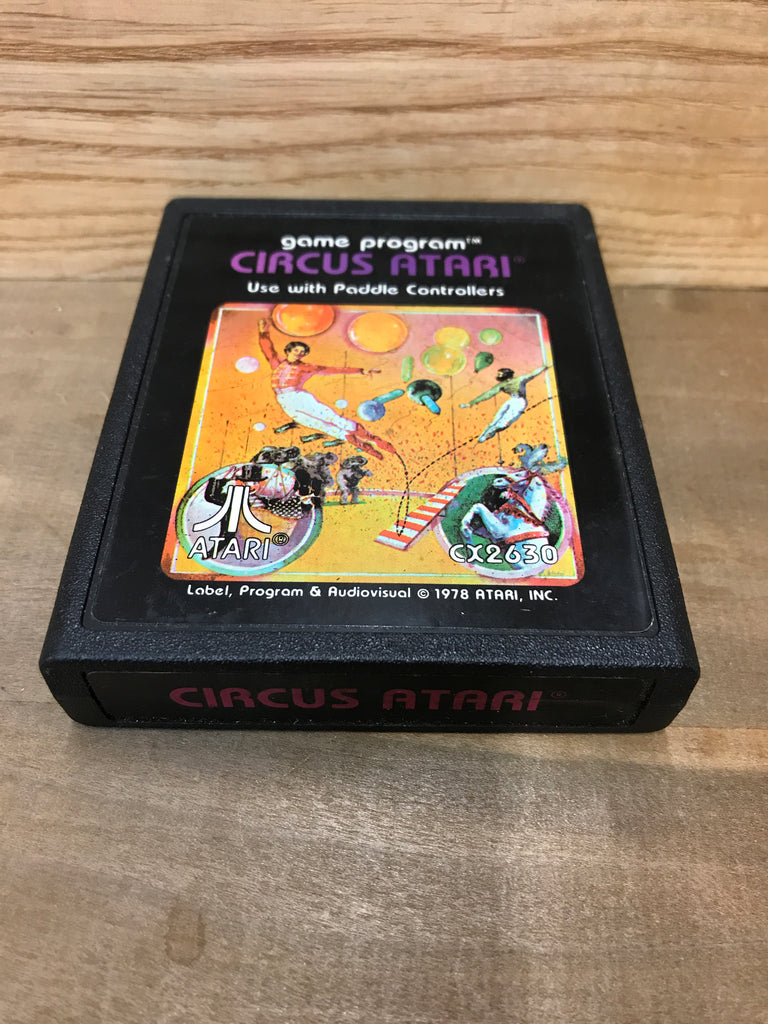 game program™
CIRCUS ATARI®
Use with Paddle Controllers
ATARI®
CX2630
Label, Program & Audiovisual © 1978 ATARI, INC.
CIRCUS ATARI®